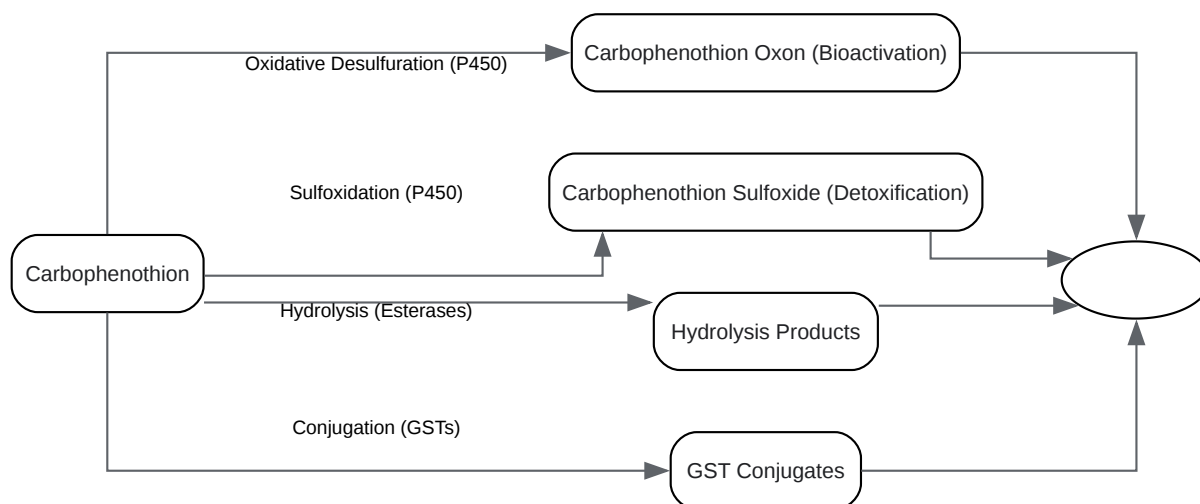 Carbophenothion Oxon (Bioactivation)
Oxidative Desulfuration (P450)
Carbophenothion Sulfoxide (Detoxification)
Sulfoxidation (P450)
Carbophenothion
Hydrolysis (Esterases)
Hydrolysis Products
Conjugation (GSTs)
GST Conjugates